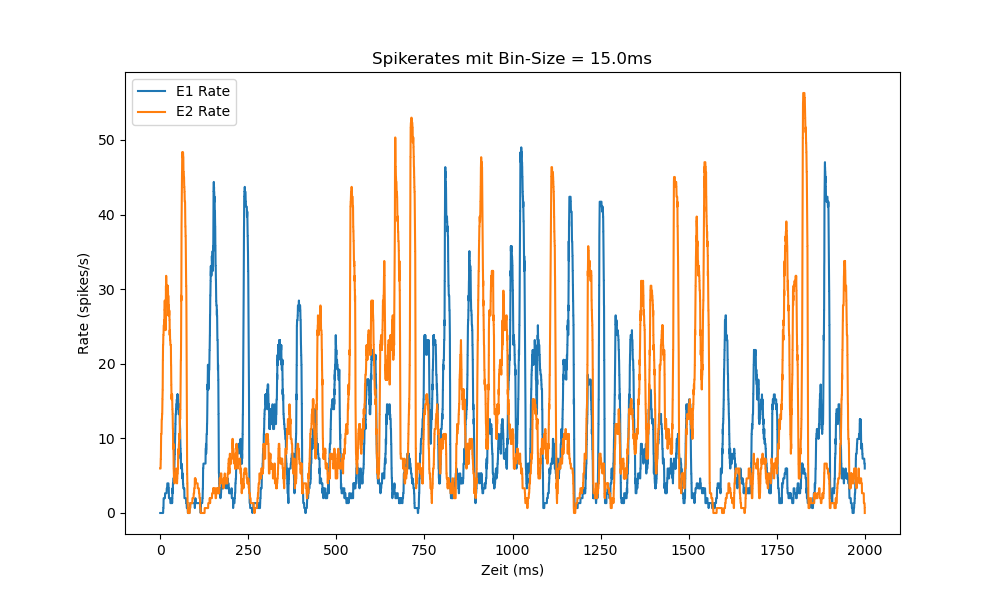 Spikerates mit Bin-Size = 15.0ms
E1 Rate
E2 Rate
50
40
30
20
10
0
Rate (spikes/s)
0 250 500 750 1000 1250 1500 1750 2000
Zeit (ms)